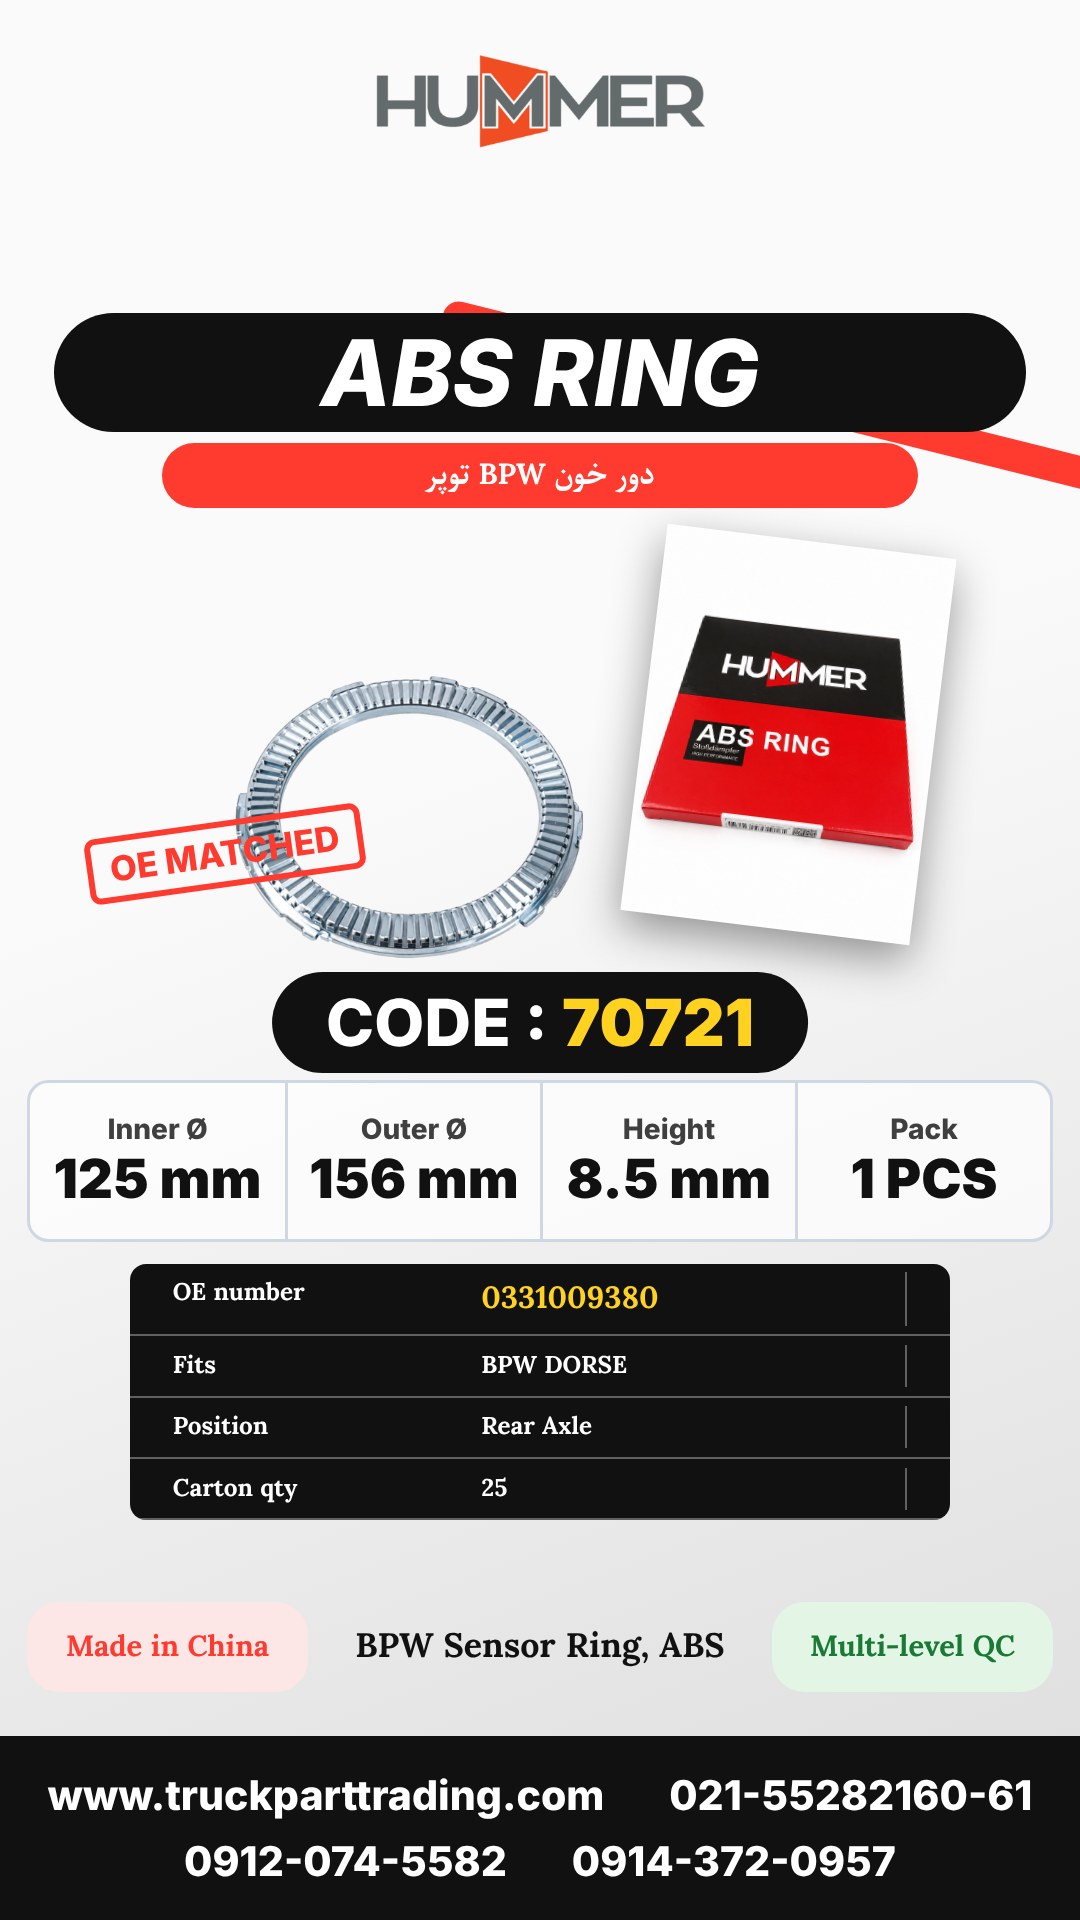 HUMMER
ABS RING
دور خون BPW توپر
HUMMER
ABS RING
Stoßdämpfer
HIGH PERFORMANCE
OE MATCHED
CODE : 70721
Inner Ø Outer Ø Height Pack
125 mm 156 mm 8.5 mm 1 PCS
OE number 0331009380
Fits BPW DORSE
Position Rear Axle
Carton qty 25
Made in China BPW Sensor Ring, ABS Multi-level QC
www.truckparttrading.com 021-55282160-61
0912-074-5582 0914-372-0957